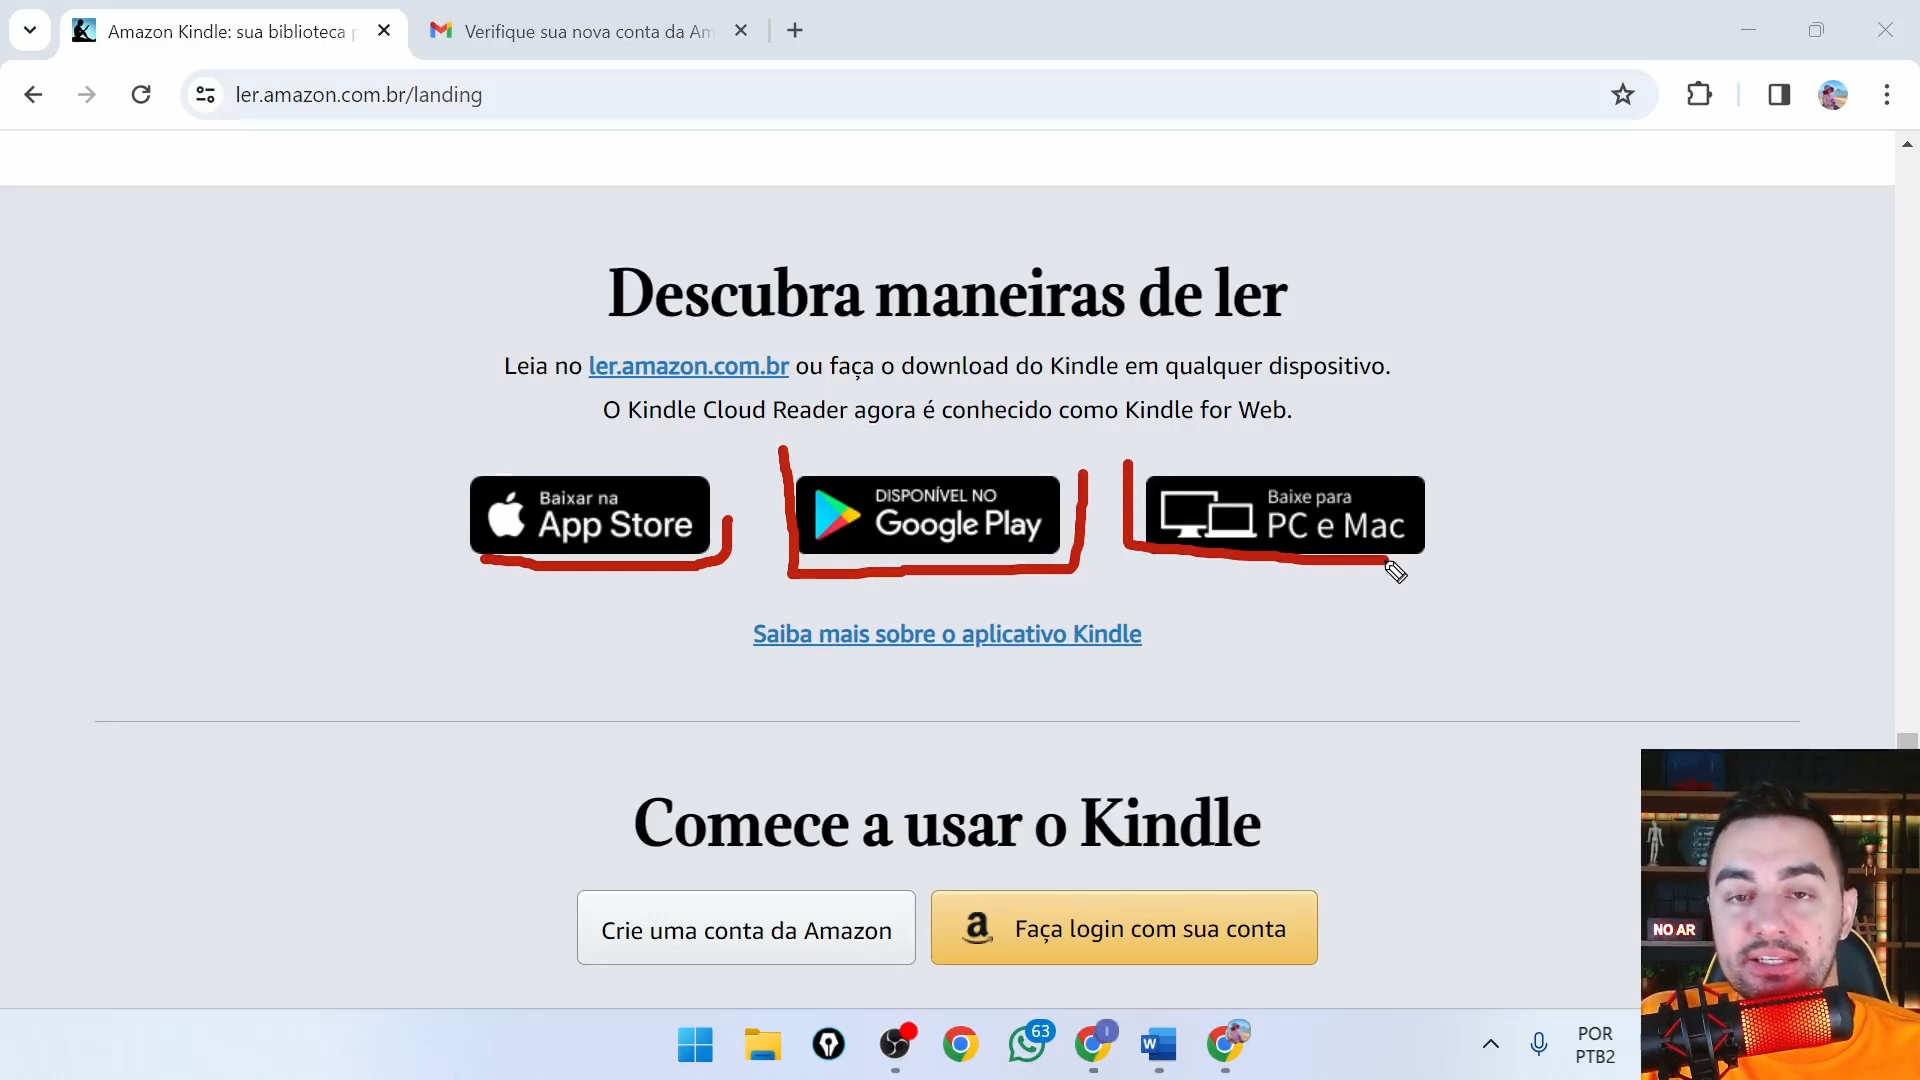 Amazon Kindle: sua biblioteca p
Verifique sua nova conta da Am
ler.amazon.com.br/landing
Descubra maneiras de ler
Leia no ler.amazon.com.br ou faça o download do Kindle em qualquer dispositivo.
O Kindle Cloud Reader agora é conhecido como Kindle for Web.
Baixar na
App Store
DISPONÍVEL NO
Google Play
Baixe para
PC e Mac
Saiba mais sobre o aplicativo Kindle
Comece a usar o Kindle
Crie uma conta da Amazon
a Faça login com sua conta
NO AR
63
I
W
POR
PTB2